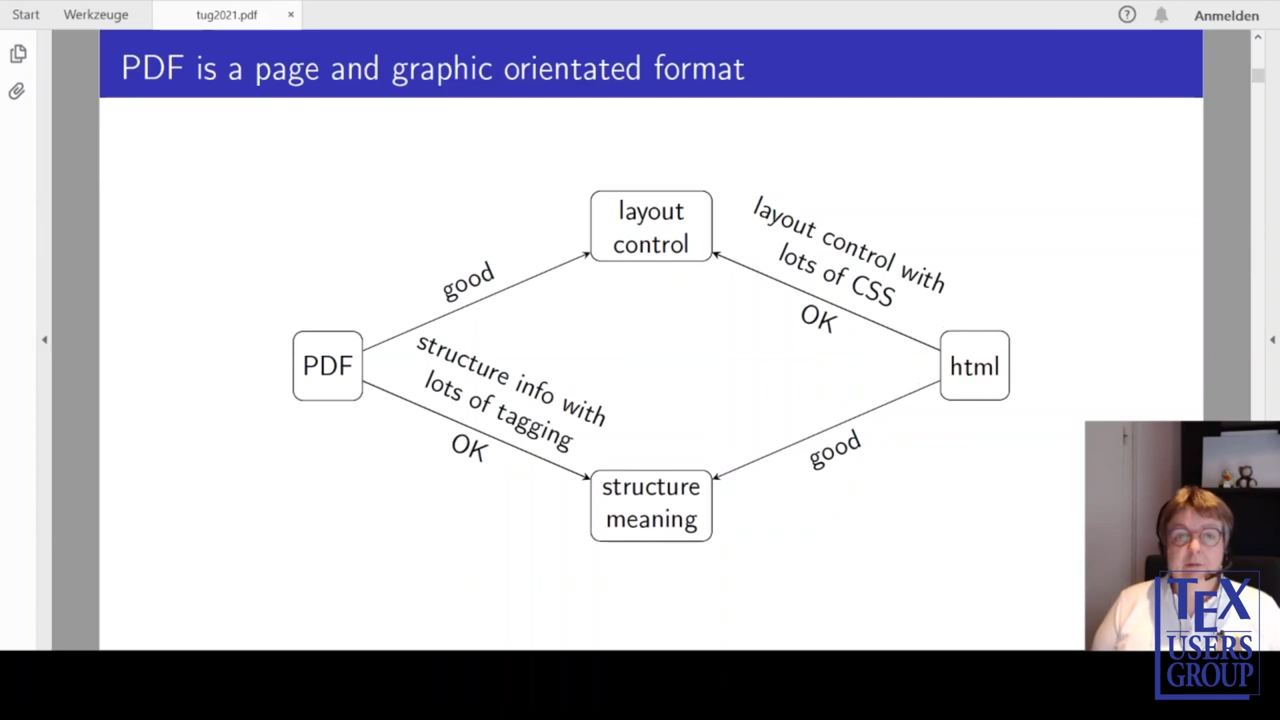 Start Werkzeuge tug2021.pdf × ? Anmelden
PDF is a page and graphic orientated format
layout
control
layout control with
lots of CSS
OK
good
PDF
html
structure info with
lots of tagging
OK
good
structure
meaning
TEX
USERS
GROUP